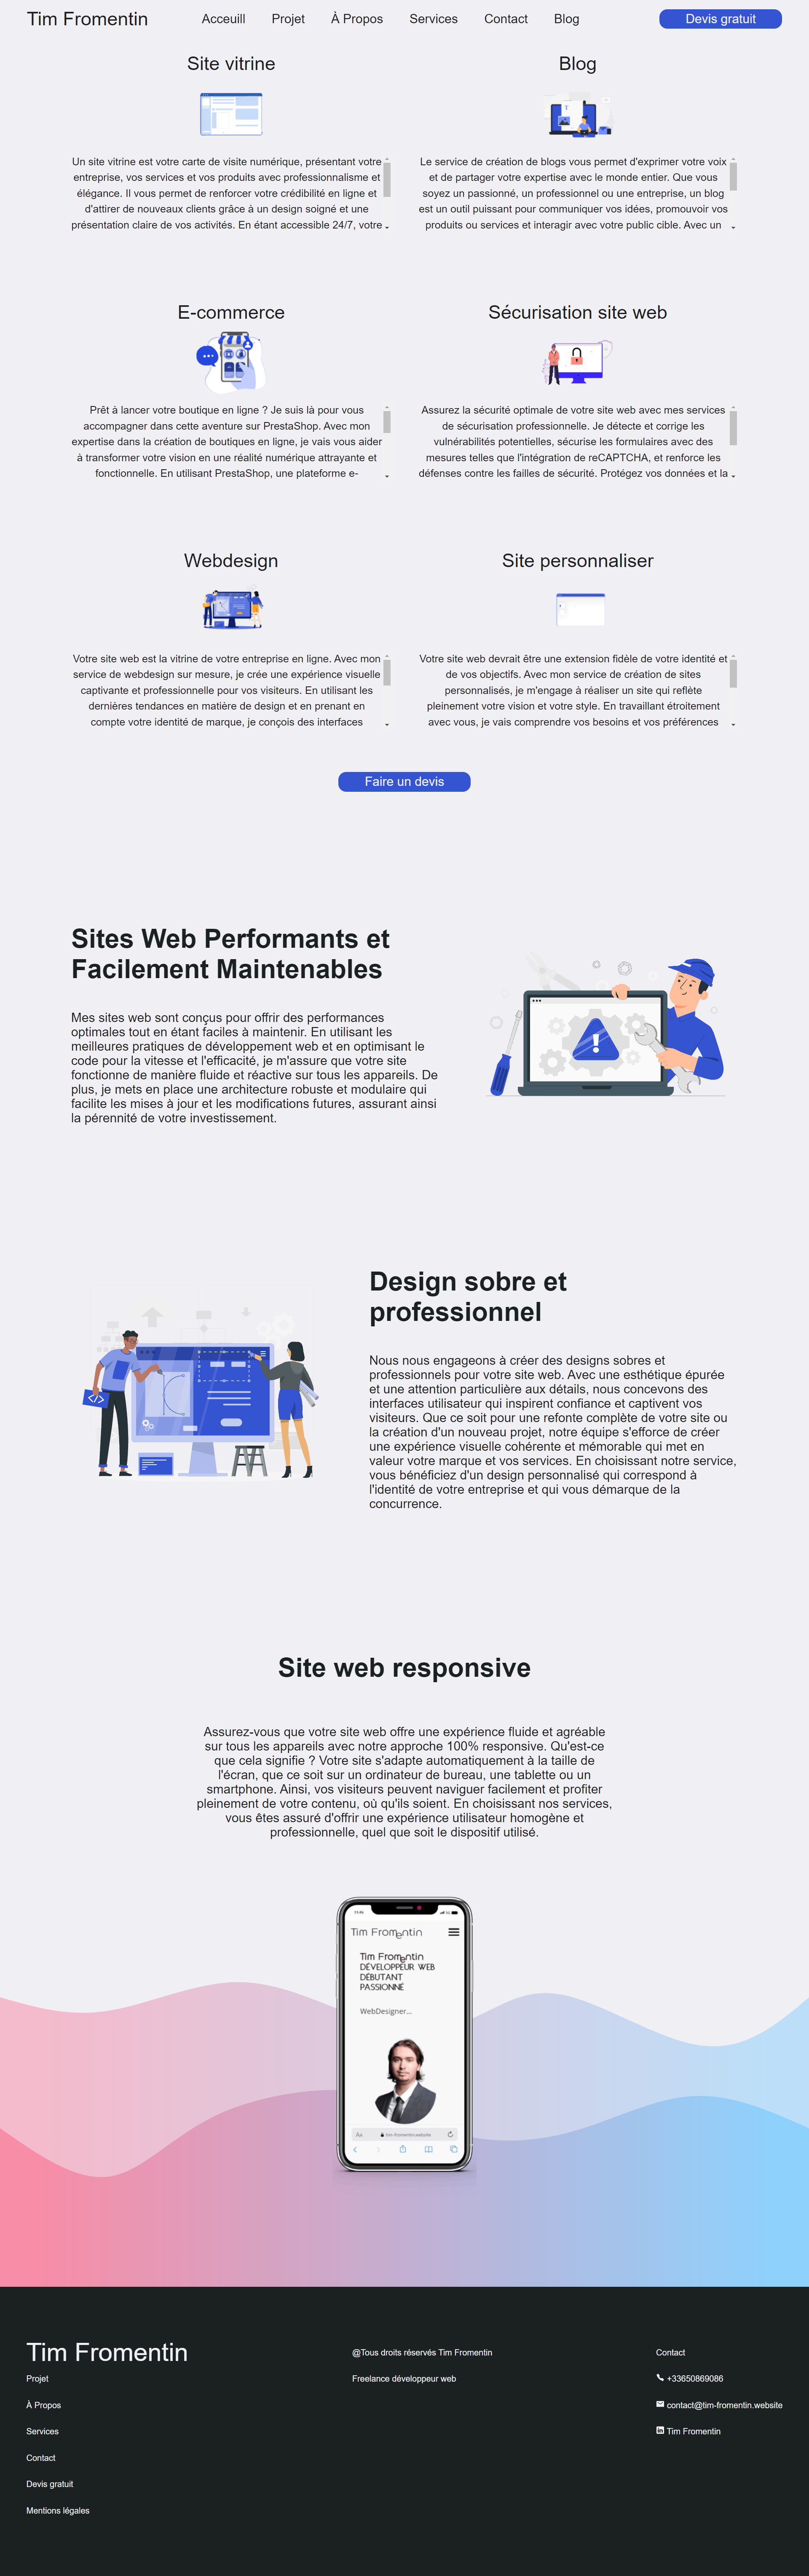 Tim Fromentin
Acceuill
Projet
À Propos
Services
Contact
Blog
Devis gratuit
Site vitrine
Un site vitrine est votre carte de visite numérique, présentant votre
entreprise, vos services et vos produits avec professionnalisme et
élégance. Il vous permet de renforcer votre crédibilité en ligne et
d'attirer de nouveaux clients grâce à un design soigné et une
présentation claire de vos activités. En étant accessible 24/7, votre
Blog
Le service de création de blogs vous permet d'exprimer votre voix
et de partager votre expertise avec le monde entier. Que vous
soyez un passionné, un professionnel ou une entreprise, un blog
est un outil puissant pour communiquer vos idées, promouvoir vos
produits ou services et interagir avec votre public cible. Avec un
E-commerce
Prêt à lancer votre boutique en ligne ? Je suis là pour vous
accompagner dans cette aventure sur PrestaShop. Avec mon
expertise dans la création de boutiques en ligne, je vais vous aider
à transformer votre vision en une réalité numérique attrayante et
fonctionnelle. En utilisant PrestaShop, une plateforme e-
Sécurisation site web
Assurez la sécurité optimale de votre site web avec mes services
de sécurisation professionnelle. Je détecte et corrige les
vulnérabilités potentielles, sécurise les formulaires avec des
mesures telles que l'intégration de reCAPTCHA, et renforce les
défenses contre les failles de sécurité. Protégez vos données et la
Webdesign
Votre site web est la vitrine de votre entreprise en ligne. Avec mon
service de webdesign sur mesure, je crée une expérience visuelle
captivante et professionnelle pour vos visiteurs. En utilisant les
dernières tendances en matière de design et en prenant en
compte votre identité de marque, je conçois des interfaces
Site personnaliser
Votre site web devrait être une extension fidèle de votre identité et
de vos objectifs. Avec mon service de création de sites
personnalisés, je m'engage à réaliser un site qui reflète
pleinement votre vision et votre style. En travaillant étroitement
avec vous, je vais comprendre vos besoins et vos préférences
Faire un devis
Sites Web Performants et
Facilement Maintenables
Mes sites web sont conçus pour offrir des performances
optimales tout en étant faciles à maintenir. En utilisant les
meilleures pratiques de développement web et en optimisant le
code pour la vitesse et l'efficacité, je m'assure que votre site
fonctionne de manière fluide et réactive sur tous les appareils. De
plus, je mets en place une architecture robuste et modulaire qui
facilite les mises à jour et les modifications futures, assurant ainsi
la pérennité de votre investissement.
Design sobre et
professionnel
Nous nous engageons à créer des designs sobres et
professionnels pour votre site web. Avec une esthétique épurée
et une attention particulière aux détails, nous concevons des
interfaces utilisateur qui inspirent confiance et captivent vos
visiteurs. Que ce soit pour une refonte complète de votre site ou
la création d'un nouveau projet, notre équipe s'efforce de créer
une expérience visuelle cohérente et mémorable qui met en
valeur votre marque et vos services. En choisissant notre service,
vous bénéficiez d'un design personnalisé qui correspond à
l'identité de votre entreprise et qui vous démarque de la
concurrence.
Site web responsive
Assurez-vous que votre site web offre une expérience fluide et agréable
sur tous les appareils avec notre approche 100% responsive. Qu'est-ce
que cela signifie ? Votre site s'adapte automatiquement à la taille de
l'écran, que ce soit sur un ordinateur de bureau, une tablette ou un
smartphone. Ainsi, vos visiteurs peuvent naviguer facilement et profiter
pleinement de votre contenu, où qu'ils soient. En choisissant nos services,
vous êtes assuré d'offrir une expérience utilisateur homogène et
professionnelle, quel que soit le dispositif utilisé.
Tim Fromentin
Tim Fromentin
DÉVELOPPEUR WEB
DÉBUTANT
PASSIONNÉ
WebDesigner...
AA
tim-fromentin.website
Tim Fromentin
Projet
À Propos
Services
Contact
Devis gratuit
Mentions légales
@Tous droits réservés Tim Fromentin
Freelance développeur web
Contact
+33650869086
contact@tim-fromentin.website
Tim Fromentin